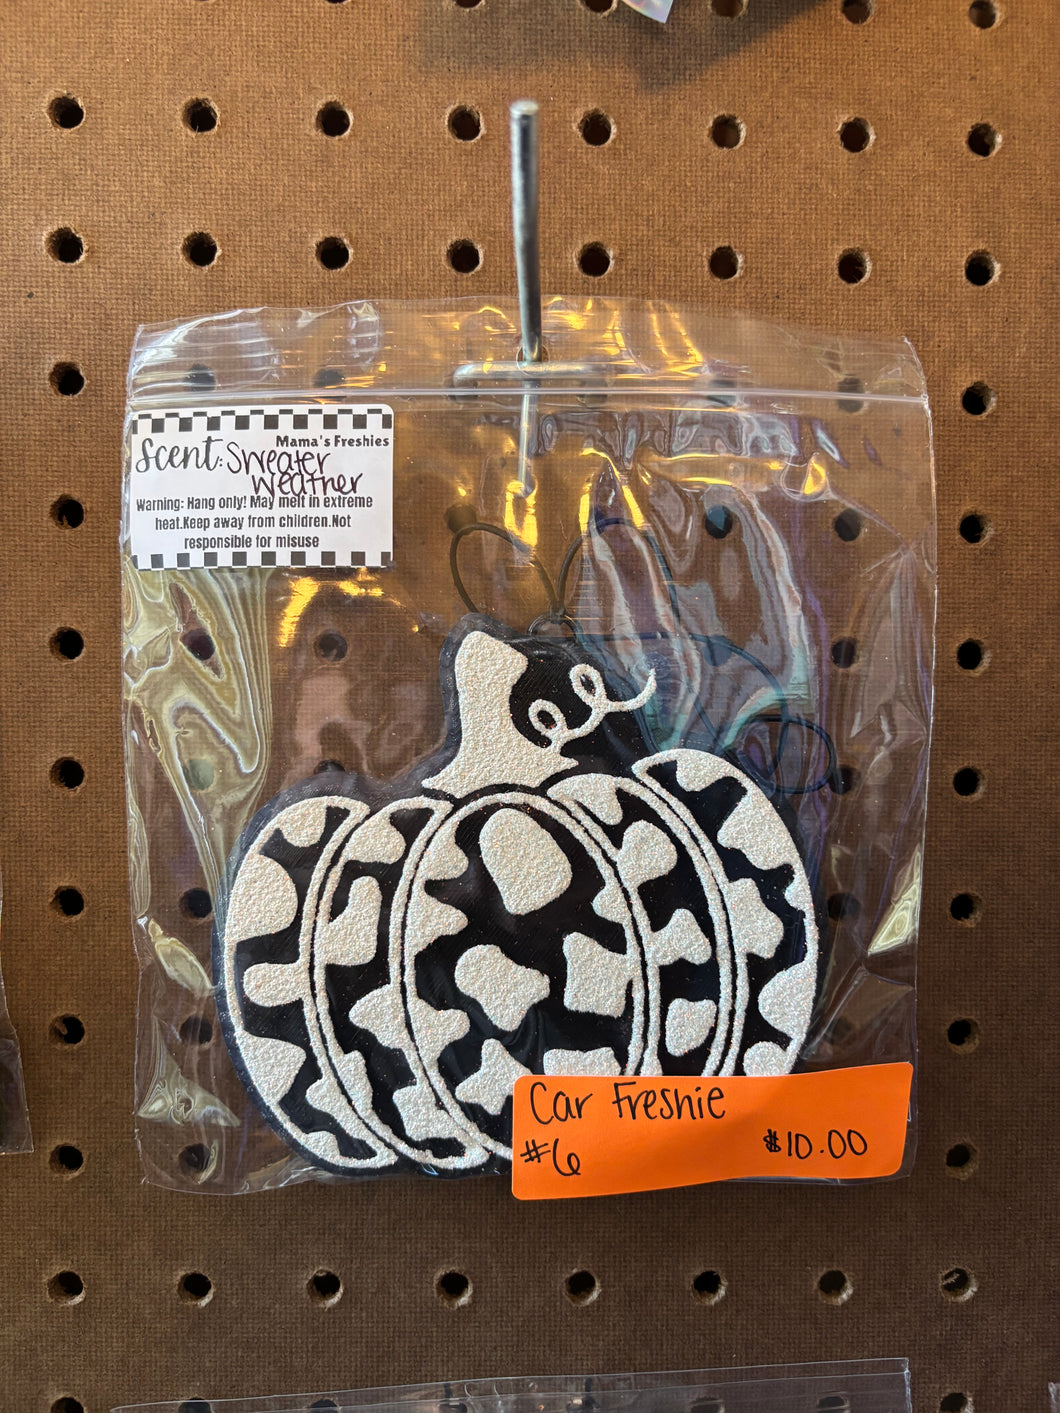 Mama's Freshies
Scent: Sweater
Weather
Warning: Hang only! May melt in extreme
heat.Keep away from children.Not
responsible for misuse
Car Freshie
#6 $10.00